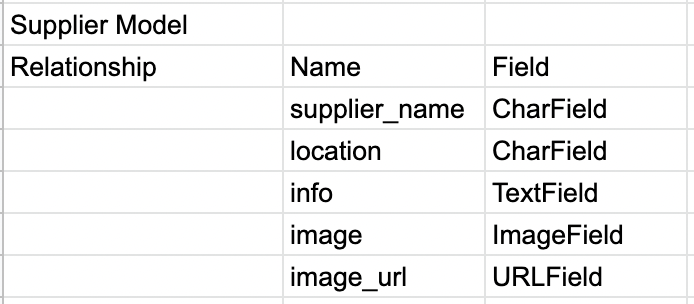 Supplier Model
Relationship Name Field
supplier_name CharField
location CharField
info TextField
image ImageField
image_url URLField